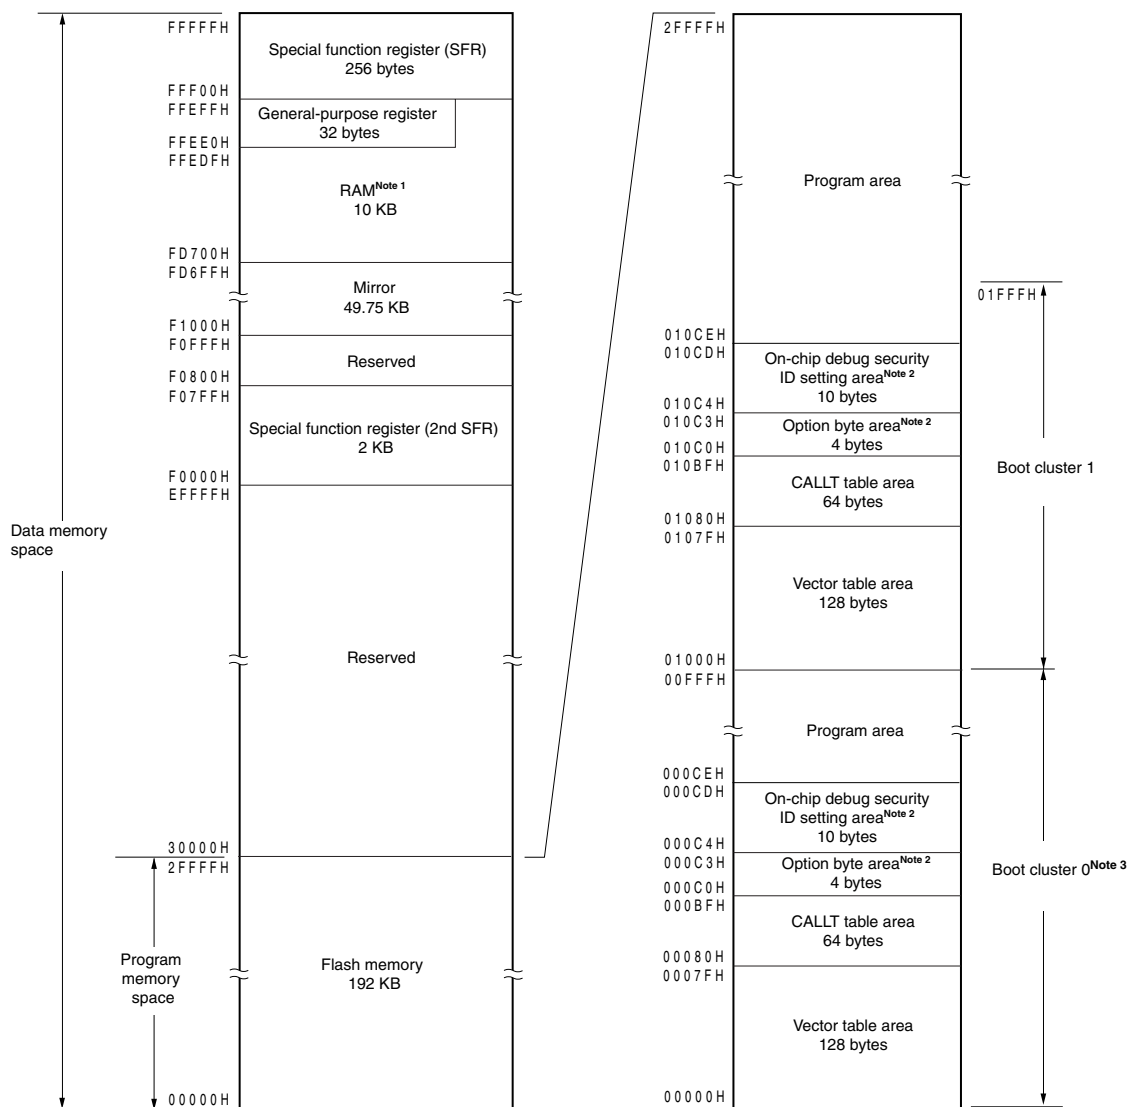 FFFFFH
Special function register (SFR)
256 bytes
FFF00H
FFEFFH
General-purpose register
32 bytes
FFEE0H
FFEDFH
RAMNote 1
10 KB
FD700H
FD6FFH
Mirror
49.75 KB
F1000H
F0FFFH
Reserved
F0800H
F07FFH
Special function register (2nd SFR)
2 KB
F0000H
EFFFFH
Data memory
space
Reserved
30000H
2FFFFH
Program
memory
space
Flash memory
192 KB
00000H
2FFFFH
Program area
01FFFH
010CEH
010CDH
On-chip debug security
ID setting areaNote 2
10 bytes
010C4H
010C3H
Option byte areaNote 2
4 bytes
010C0H
010BFH
Boot cluster 1
CALLT table area
64 bytes
01080H
0107FH
Vector table area
128 bytes
01000H
00FFFH
Program area
000CEH
000CDH
On-chip debug security
ID setting areaNote 2
10 bytes
000C4H
000C3H
Option byte areaNote 2
4 bytes
Boot cluster 0Note 3
000C0H
000BFH
CALLT table area
64 bytes
00080H
0007FH
Vector table area
128 bytes
00000H